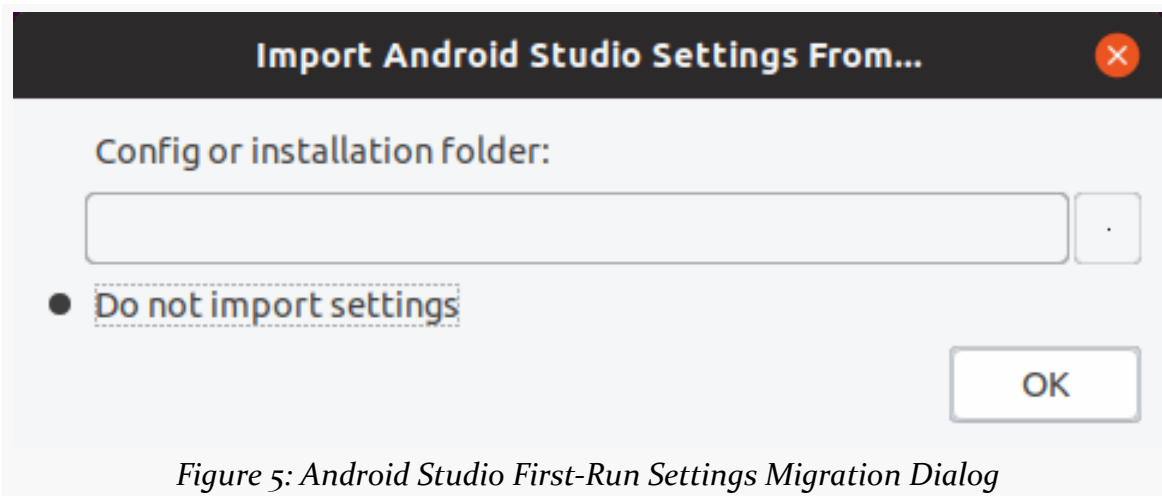 Import Android Studio Settings From...
Config or installation folder:
.
Do not import settings
OK
Figure 5: Android Studio First-Run Settings Migration Dialog